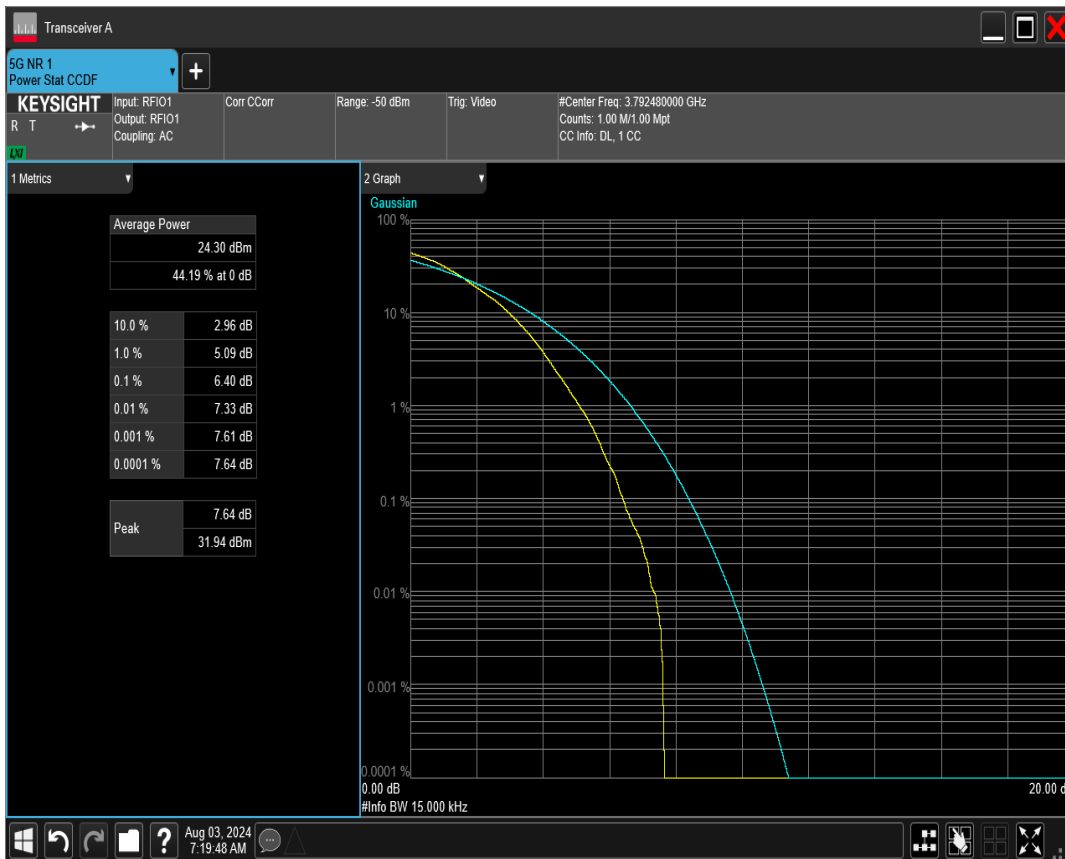 Transceiver A
5G NR 1
Power Stat CCDF
KEYSIGHT
R T
LXI
Input: RFIO1
Output: RFIO1
Coupling: AC
Corr CCorr
Range: -50 dBm
Trig: Video
#Center Freq: 3.792480000 GHz
Counts: 1.00 M/1.00 Mpt
CC Info: DL, 1 CC
1 Metrics
Average Power
24.30 dBm
44.19 % at 0 dB
10.0 % 2.96 dB
1.0 % 5.09 dB
0.1 % 6.40 dB
0.01 % 7.33 dB
0.001 % 7.61 dB
0.0001 % 7.64 dB
Peak 7.64 dB
31.94 dBm
2 Graph
Gaussian
100 %
10 %
1 %
0.1 %
0.01 %
0.001 %
0.0001 %
0.00 dB
20.00 d
#Info BW 15.000 kHz
Aug 03, 2024
7:19:48 AM